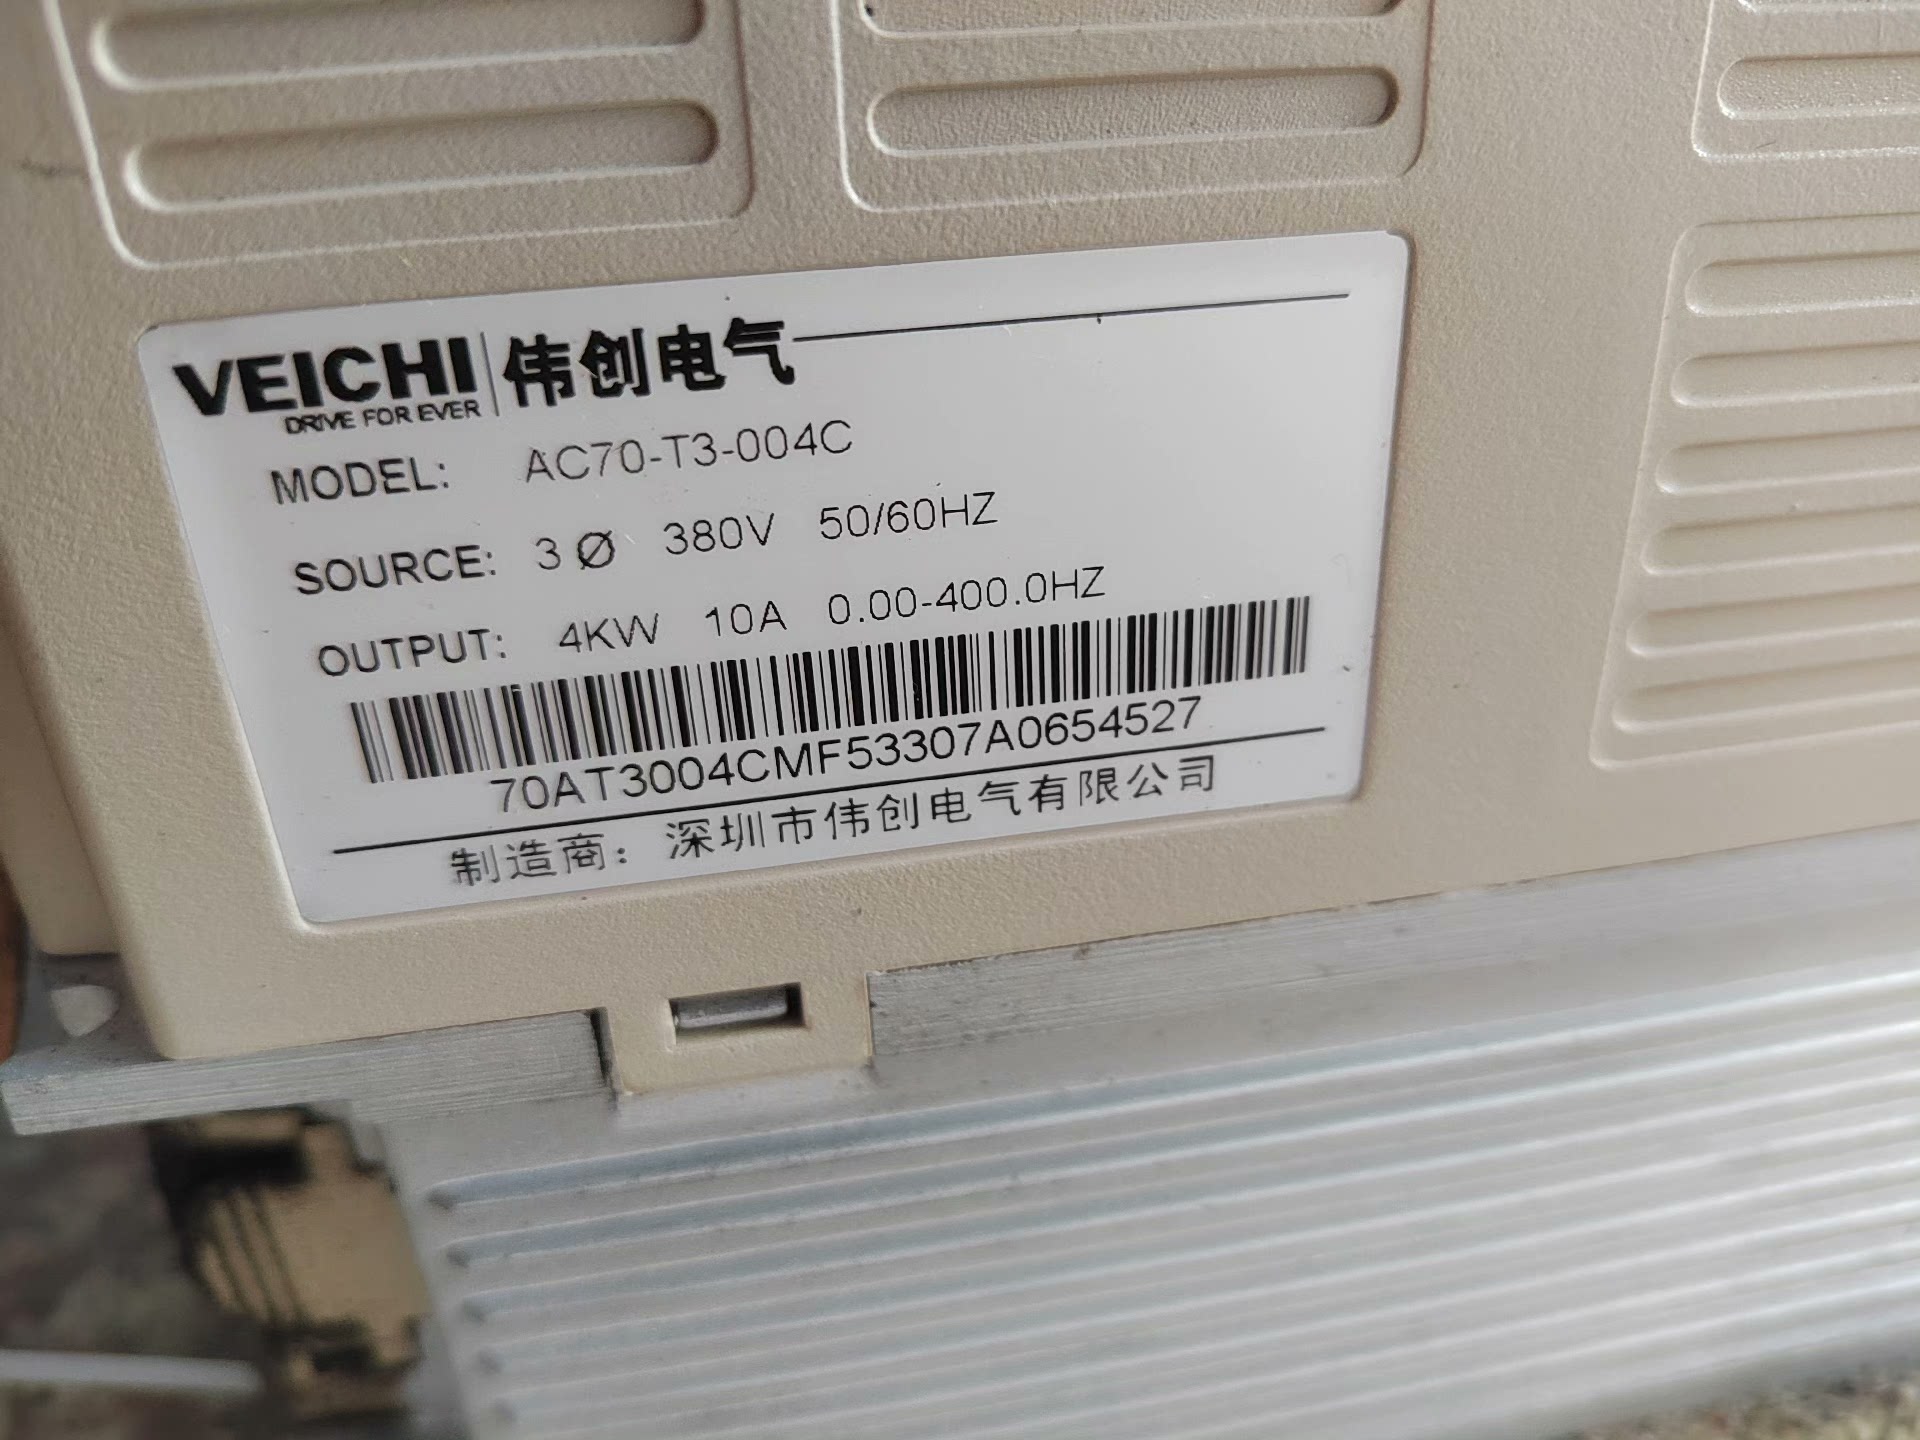 VEICHI 伟创电气
DRIVE FOR EVER
MODEL: AC70-T3-004C
SOURCE: 3 Ø 380V 50/60HZ
OUTPUT: 4KW 10A 0.00-400.0HZ
70AT3004CMF53307A0654527
制造商: 深圳市伟创电气有限公司